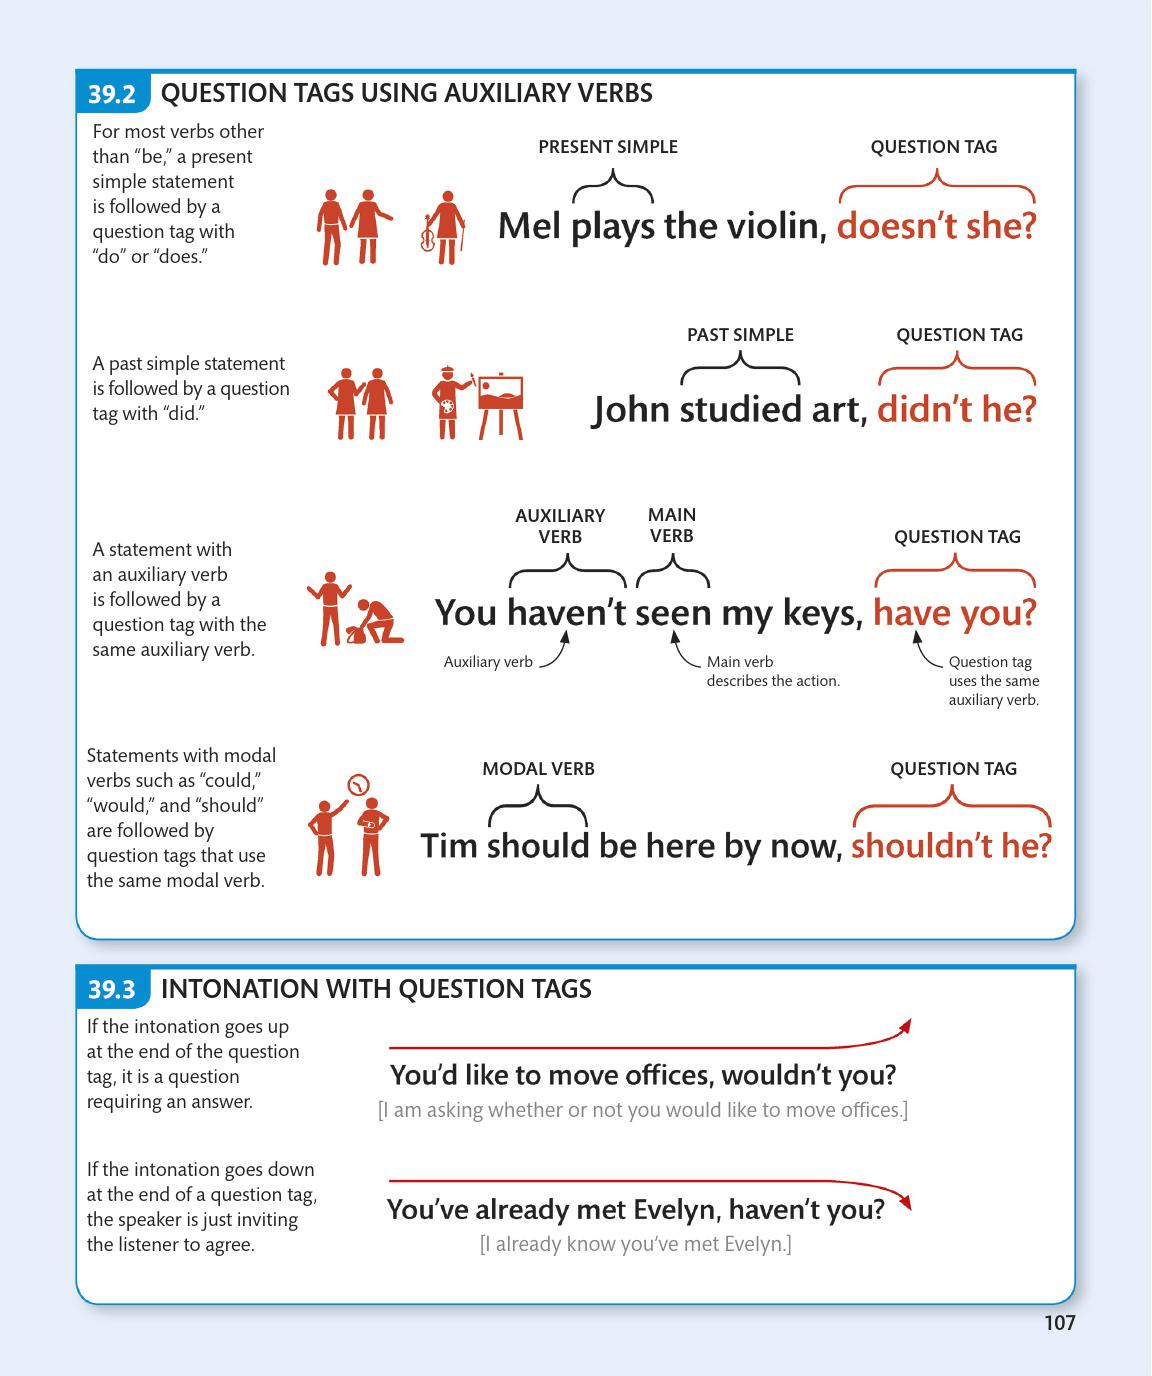 39.2 QUESTION TAGS USING AUXILIARY VERBS
For most verbs other
than “be,” a present
simple statement
is followed by a
question tag with
“do” or “does.”
PRESENT SIMPLE
QUESTION TAG
Mel plays the violin, doesn’t she?
A past simple statement
is followed by a question
tag with “did.”
PAST SIMPLE
QUESTION TAG
John studied art, didn’t he?
A statement with
an auxiliary verb
is followed by a
question tag with the
same auxiliary verb.
AUXILIARY
VERB
MAIN
VERB
QUESTION TAG
You haven’t seen my keys, have you?
Auxiliary verb
Main verb
describes the action.
Question tag
uses the same
auxiliary verb.
Statements with modal
verbs such as “could,”
“would,” and “should”
are followed by
question tags that use
the same modal verb.
MODAL VERB
QUESTION TAG
Tim should be here by now, shouldn’t he?
39.3 INTONATION WITH QUESTION TAGS
If the intonation goes up
at the end of the question
tag, it is a question
requiring an answer.
You’d like to move offices, wouldn’t you?
[I am asking whether or not you would like to move offices.]
If the intonation goes down
at the end of a question tag,
the speaker is just inviting
the listener to agree.
You’ve already met Evelyn, haven’t you?
[I already know you’ve met Evelyn.]
107